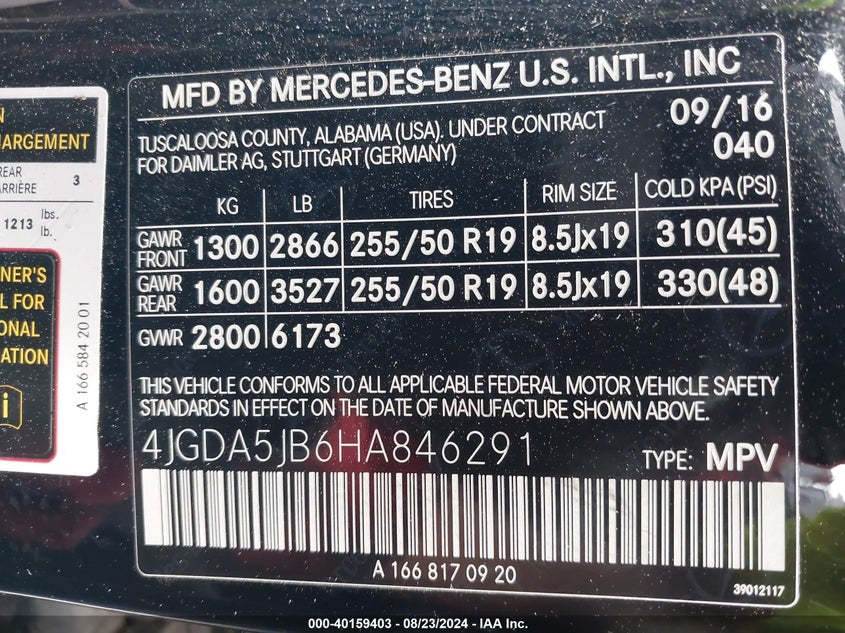 N
HARGEMENT
REAR
ARRIÈRE 3
1213 lbs.
lb.
NER'S
L FOR
ONAL
ATION
i
A 166 584 20 01
MFD BY MERCEDES-BENZ U.S. INTL., INC
TUSCALOOSA COUNTY, ALABAMA (USA). UNDER CONTRACT
FOR DAIMLER AG, STUTTGART (GERMANY)
09/16
040
KG LB TIRES RIM SIZE COLD KPA (PSI)
GAWR FRONT 1300 2866 255/50 R19 8.5Jx19 310(45)
GAWR REAR 1600 3527 255/50 R19 8.5Jx19 330(48)
GVWR 2800 6173
THIS VEHICLE CONFORMS TO ALL APPLICABLE FEDERAL MOTOR VEHICLE SAFETY
STANDARDS IN EFFECT ON THE DATE OF MANUFACTURE SHOWN ABOVE.
4JGDA5JB6HA846291 TYPE: MPV
A 166 817 09 20
39012117
000-40159403 - 08/23/2024 - IAA Inc.